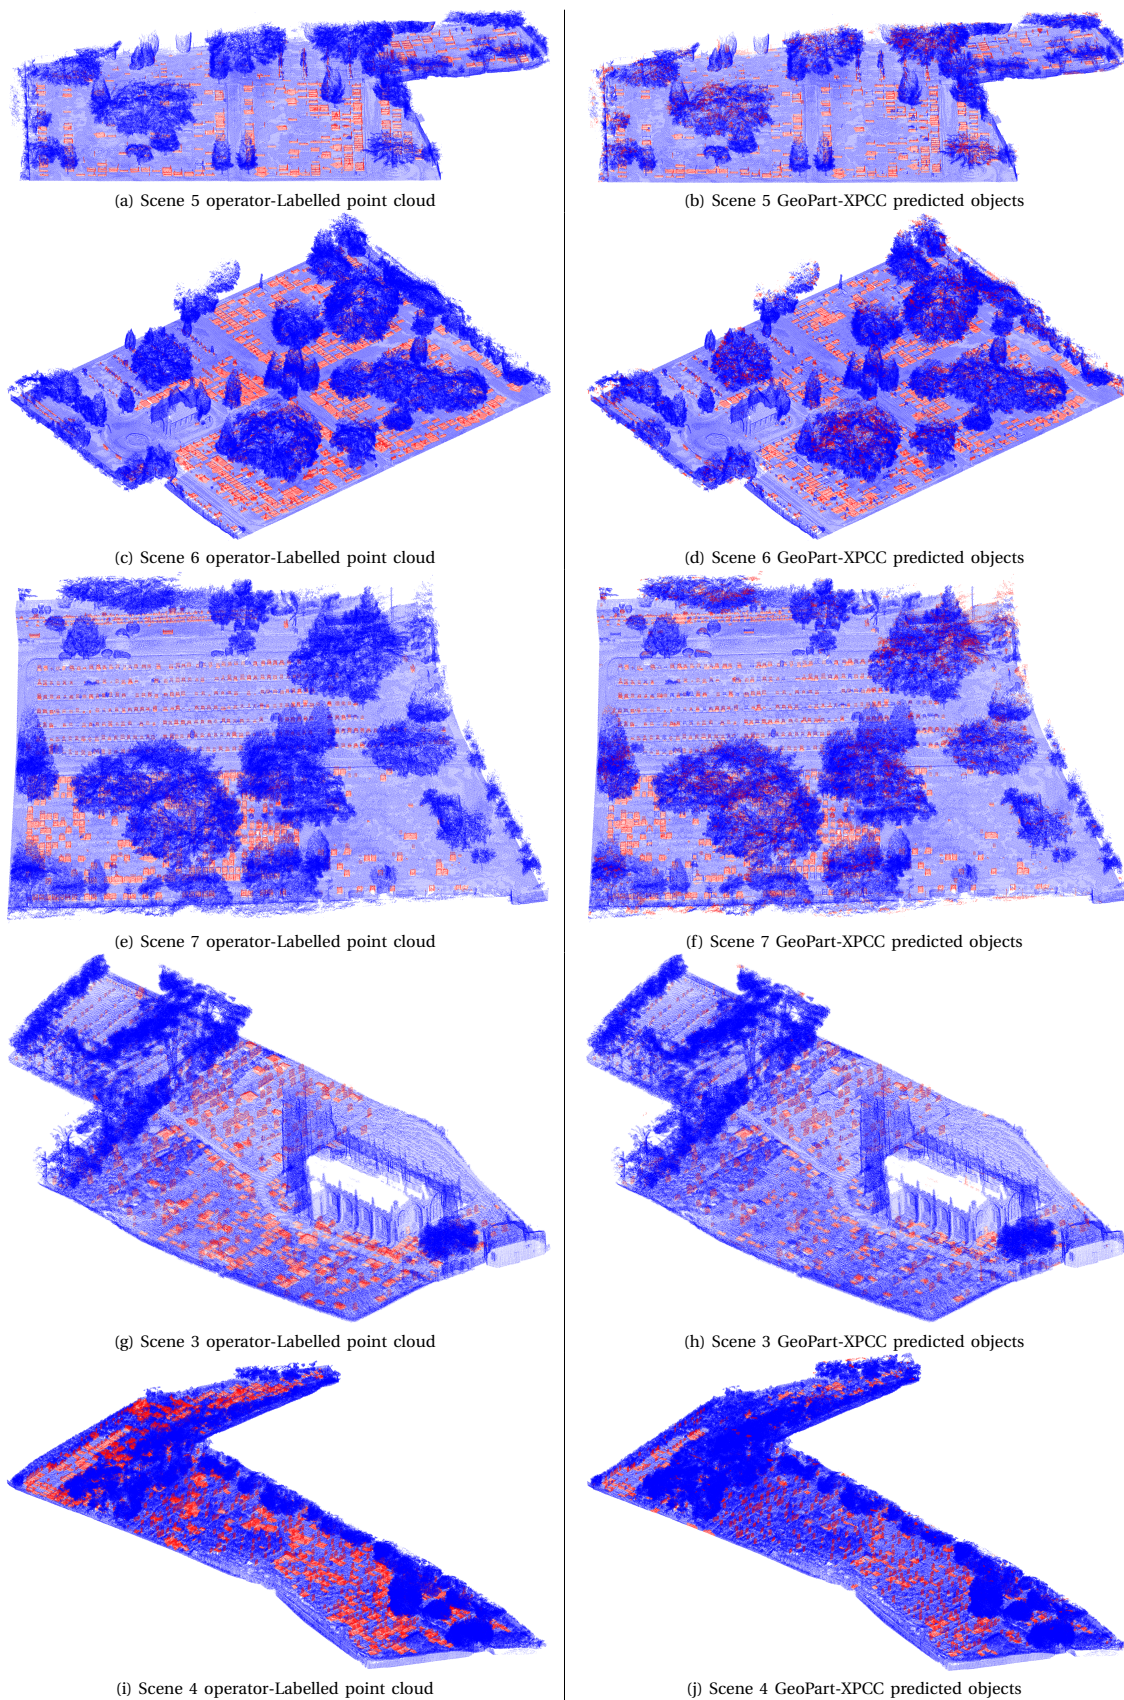 (a) Scene 5 operator-Labelled point cloud
(b) Scene 5 GeoPart-XPCC predicted objects
(c) Scene 6 operator-Labelled point cloud
(d) Scene 6 GeoPart-XPCC predicted objects
(e) Scene 7 operator-Labelled point cloud
(f) Scene 7 GeoPart-XPCC predicted objects
(g) Scene 3 operator-Labelled point cloud
(h) Scene 3 GeoPart-XPCC predicted objects
(i) Scene 4 operator-Labelled point cloud
(j) Scene 4 GeoPart-XPCC predicted objects